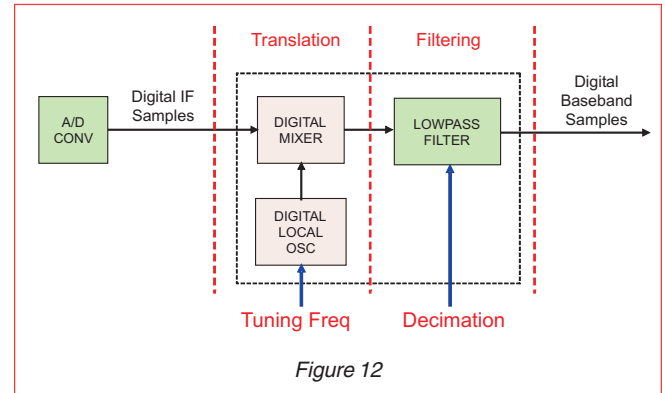 Translation
Filtering
A/D
CONV
Digital IF
Samples
DIGITAL
MIXER
DIGITAL
LOCAL
OSC
LOWPASS
FILTER
Digital
Baseband
Samples
Tuning Freq
Decimation
Figure 12